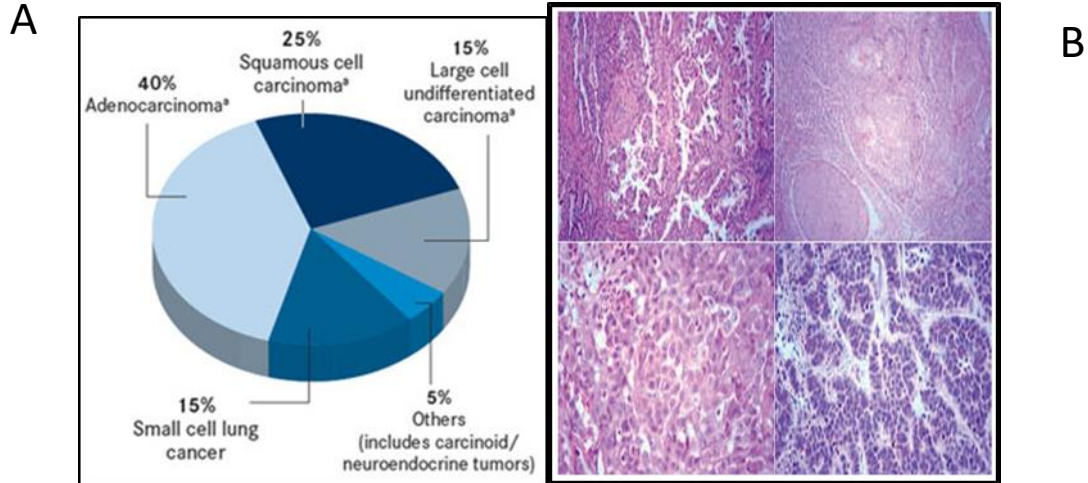 A
B
25%
Squamous cell
carcinomaᵃ
15%
Large cell
undifferentiated
carcinomaᵃ
40%
Adenocarcinomaᵃ
15%
Small cell lung
cancer
5%
Others
(includes carcinoid/
neuroendocrine tumors)